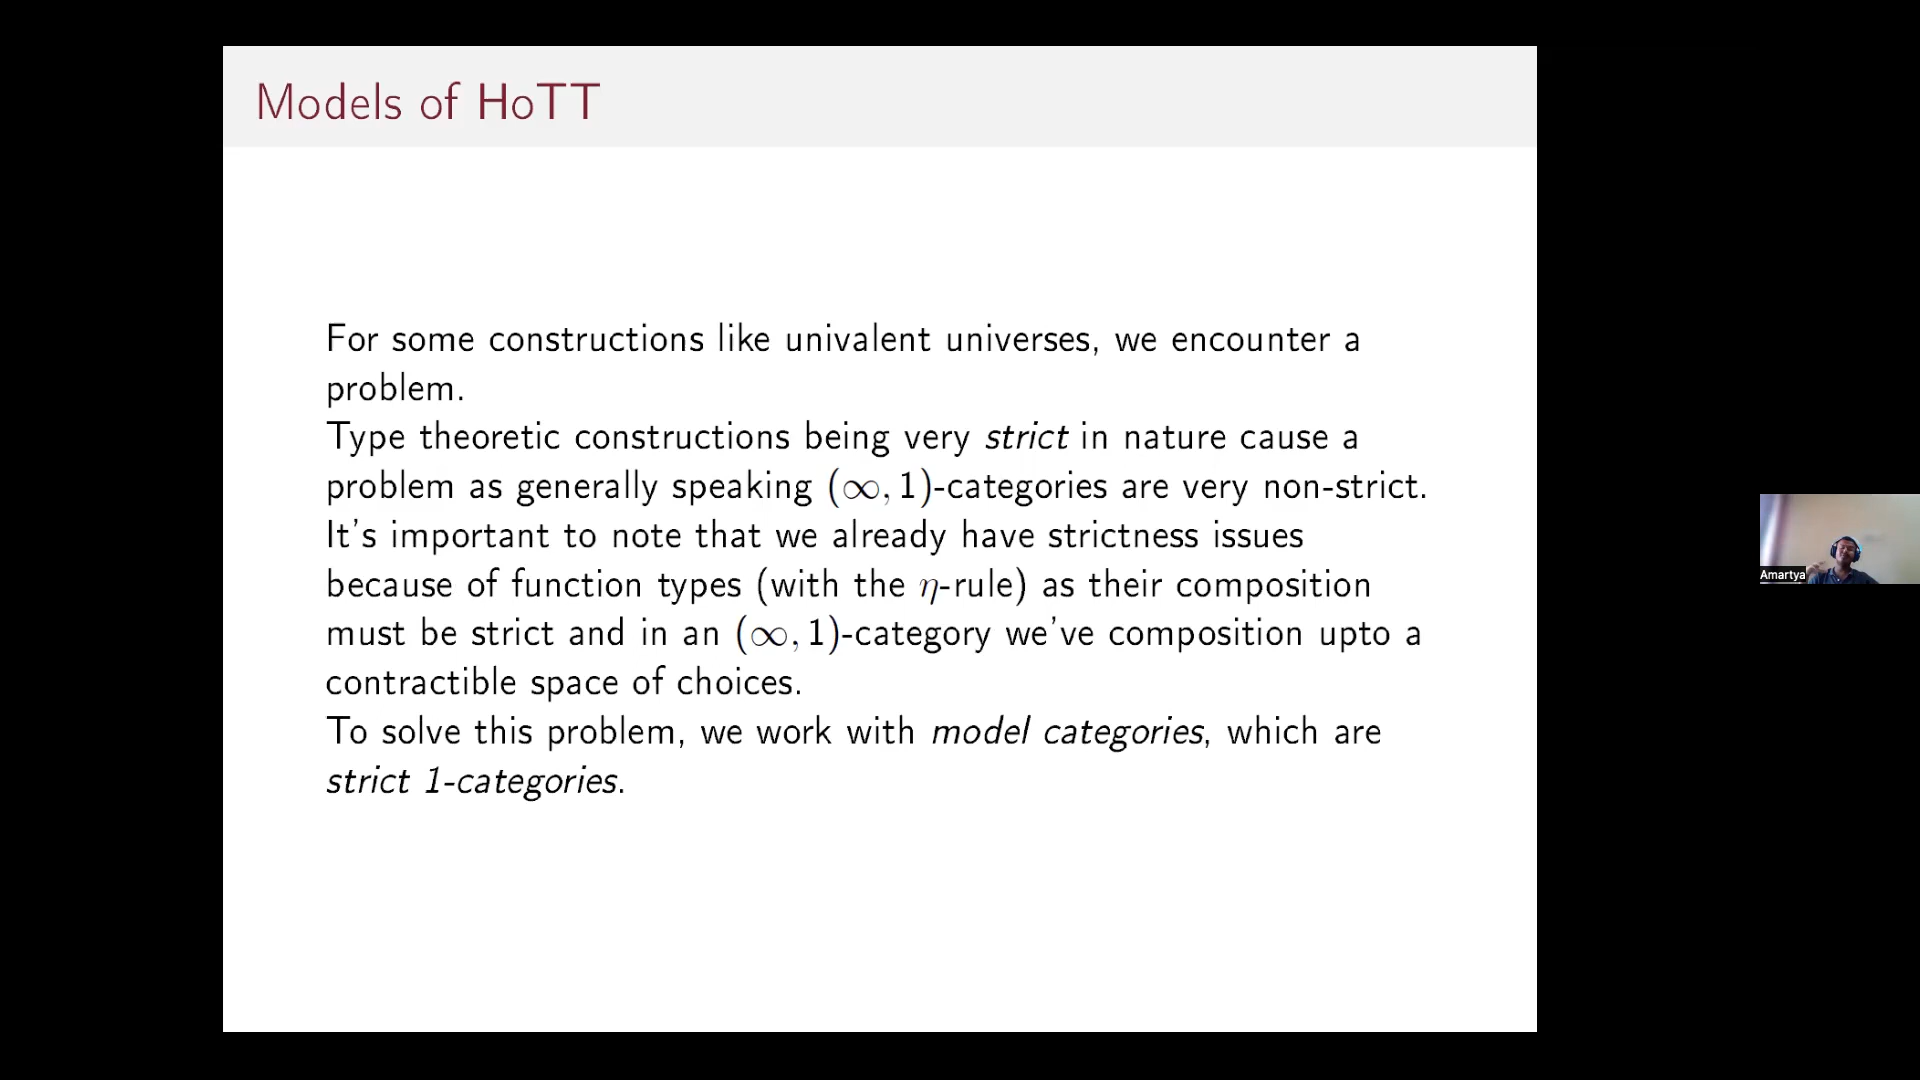 Models of HoTT
For some constructions like univalent universes, we encounter a
problem.
Type theoretic constructions being very strict in nature cause a
problem as generally speaking (∞, 1)-categories are very non-strict.
It's important to note that we already have strictness issues
because of function types (with the η-rule) as their composition
must be strict and in an (∞, 1)-category we've composition upto a
contractible space of choices.
To solve this problem, we work with model categories, which are
strict 1-categories.
Amartya